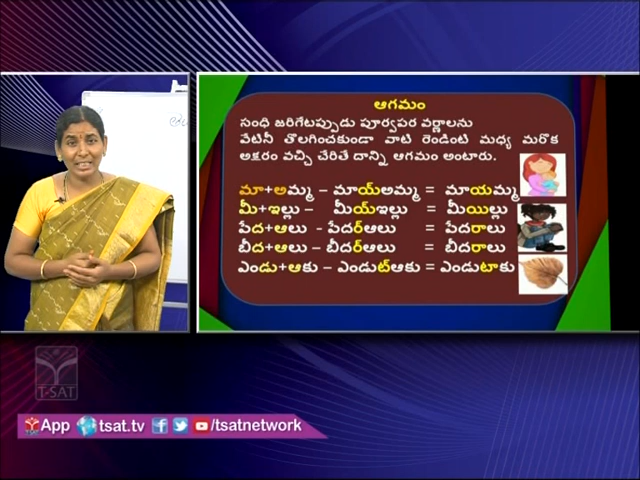 ఆగమం
సంధి జరిగేటప్పుడు పూర్వపర వర్ణాలను
వేటినీ తొలగించకుండా వాటి రెండింటి మధ్య మరొక
అక్షరం వచ్చి చేరితే దాన్ని ఆగమం అంటారు.
మా+అమ్మ – మాయ్అమ్మ = మాయమ్మ
మీ+ఇల్లు – మీయ్ఇల్లు = మీయిల్లు
పేద+ఆలు - పేదర్ఆలు = పేదరాలు
బీద+ఆలు – బీదర్ఆలు = బీదరాలు
ఎండు+ఆకు – ఎండుట్ఆకు = ఎండుటాకు
T-SAT
App tsat.tv /tsatnetwork